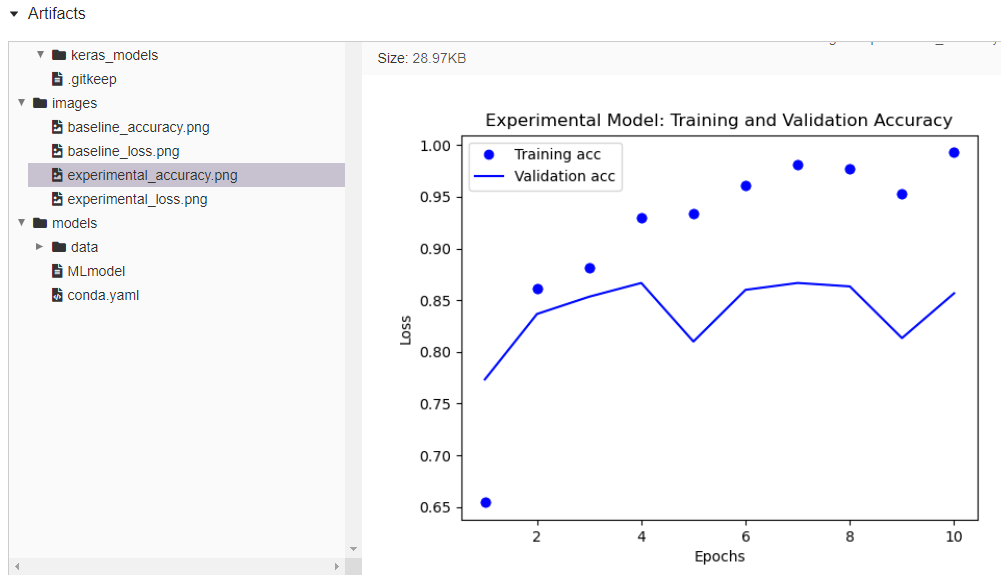 Artifacts
keras_models
.gitkeep
images
baseline_accuracy.png
baseline_loss.png
experimental_accuracy.png
experimental_loss.png
models
data
MLmodel
conda.yaml
Size: 28.97KB
Experimental Model: Training and Validation Accuracy
Training acc
Validation acc
Loss
1.00
0.95
0.90
0.85
0.80
0.75
0.70
0.65
2 4 6 8 10
Epochs